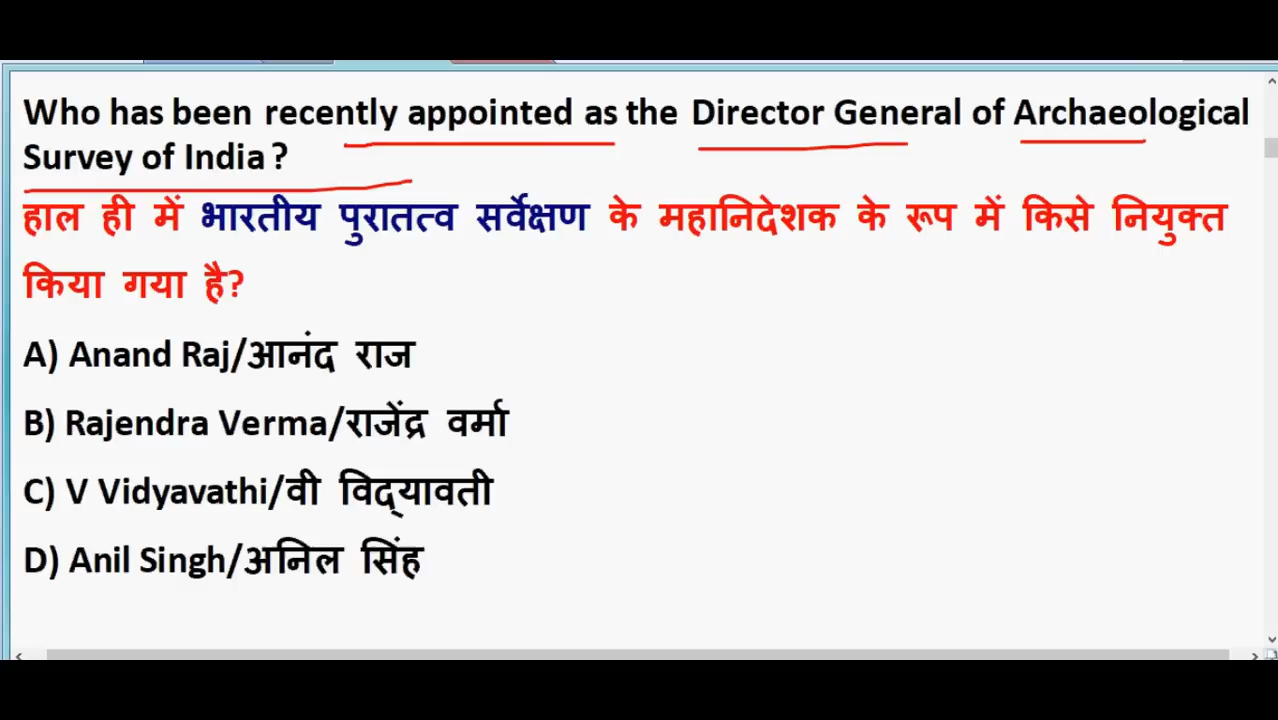 Who has been recently appointed as the Director General of Archaeological
Survey of India?
हाल ही में भारतीय पुरातत्व सर्वेक्षण के महानिदेशक के रूप में किसे नियुक्त
किया गया है?
A) Anand Raj/आनंद राज
B) Rajendra Verma/राजेंद्र वर्मा
C) V Vidyavathi/वी विद्यावती
D) Anil Singh/अनिल सिंह